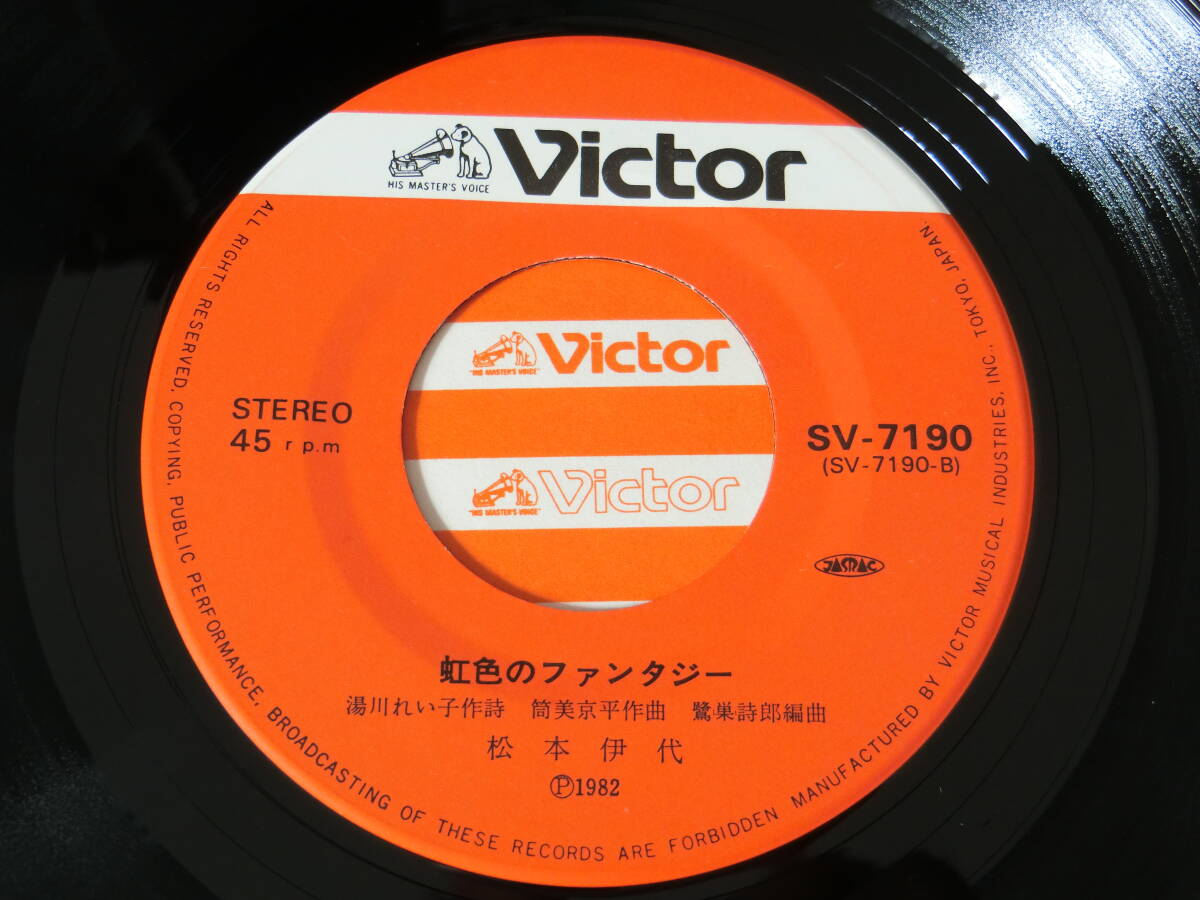 HIS MASTER'S VOICE
Victor
"HIS MASTER'S VOICE"
Victor
"HIS MASTER'S VOICE"
Victor
STEREO
45 r p.m
SV-7190
(SV-7190-B)
JASRAC
虹色のファンタジー
湯川れい子作詩 筒美京平作曲 鷺巣詩郎編曲
松本伊代
Ⓟ1982
ALL RIGHTS RESERVED. COPYING, PUBLIC PERFORMANCE, BROADCASTING OF THESE RECORDS ARE FORBIDDEN MANUFACTURED BY VICTOR MUSICAL INDUSTRIES, INC., TOKYO, JAPAN.